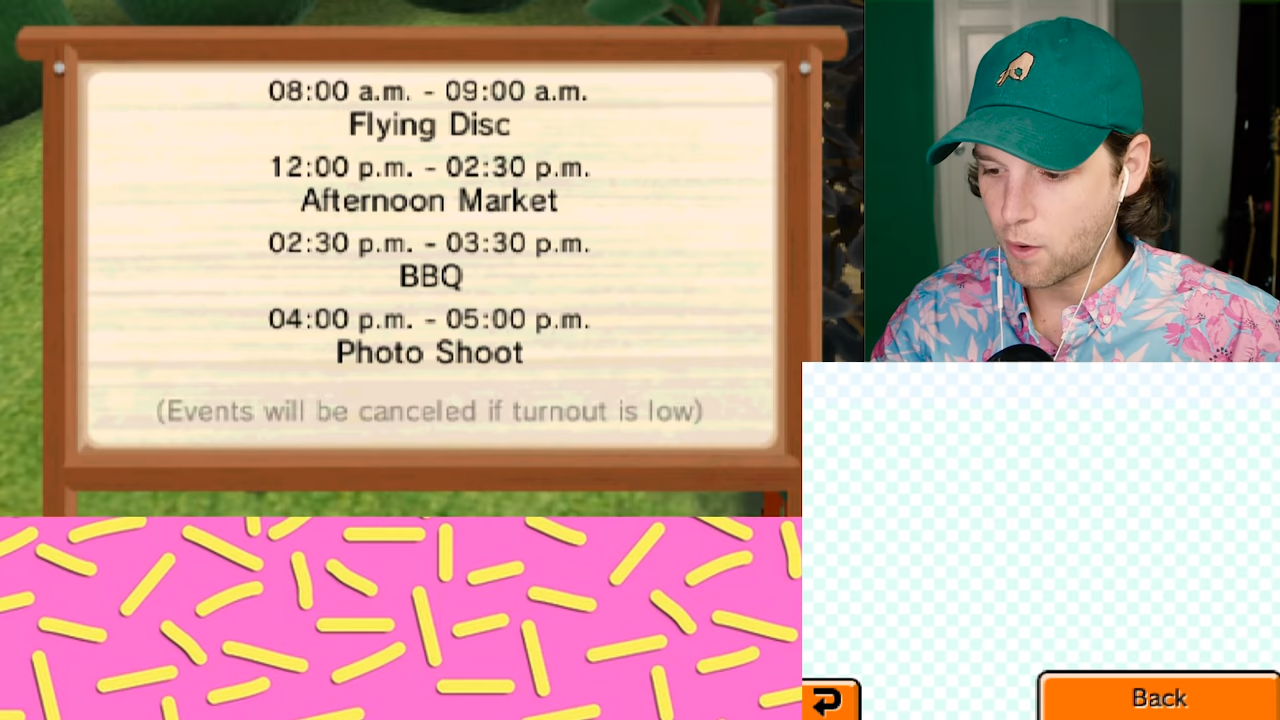 08:00 a.m. - 09:00 a.m.
Flying Disc
12:00 p.m. - 02:30 p.m.
Afternoon Market
02:30 p.m. - 03:30 p.m.
BBQ
04:00 p.m. - 05:00 p.m.
Photo Shoot
(Events will be canceled if turnout is low)
Back